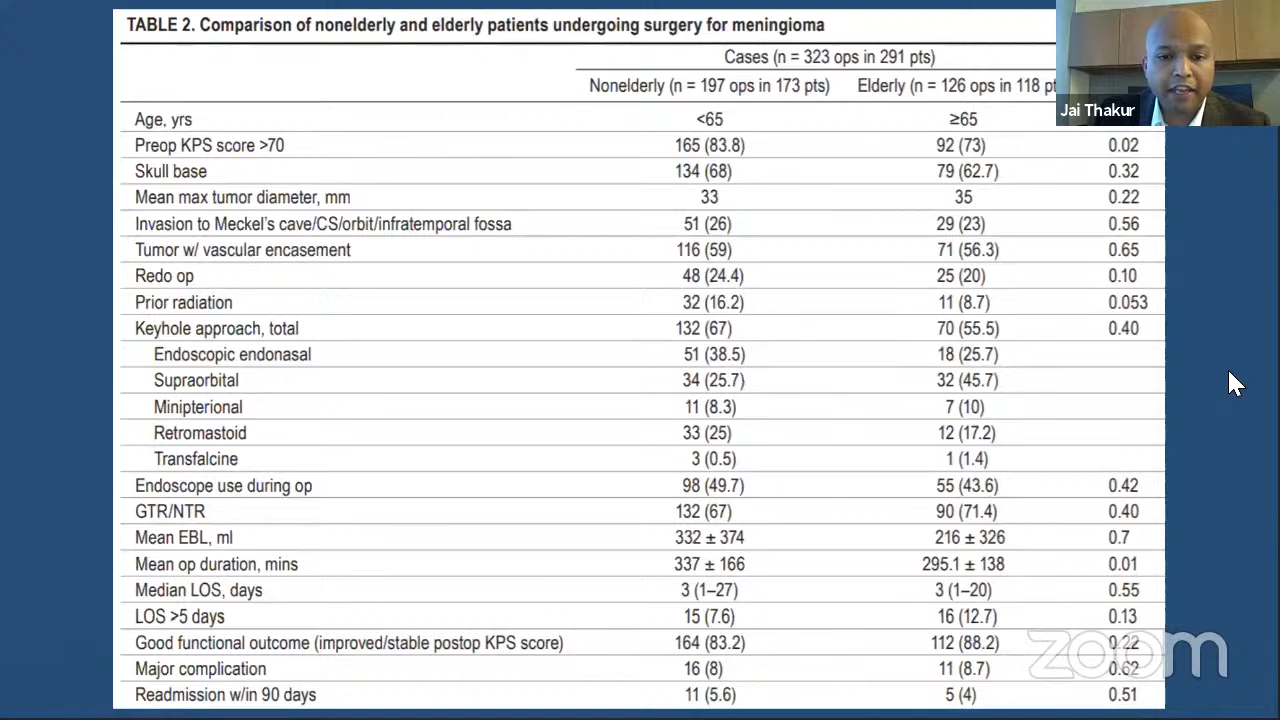 TABLE 2. Comparison of nonelderly and elderly patients undergoing surgery for meningioma
Cases (n = 323 ops in 291 pts)
Nonelderly (n = 197 ops in 173 pts) Elderly (n = 126 ops in 118
Jai Thakur
Age, yrs <65 ≥65
Preop KPS score >70 165 (83.8) 92 (73) 0.02
Skull base 134 (68) 79 (62.7) 0.32
Mean max tumor diameter, mm 33 35 0.22
Invasion to Meckel's cave/CS/orbit/infratemporal fossa 51 (26) 29 (23) 0.56
Tumor w/ vascular encasement 116 (59) 71 (56.3) 0.65
Redo op 48 (24.4) 25 (20) 0.10
Prior radiation 32 (16.2) 11 (8.7) 0.053
Keyhole approach, total 132 (67) 70 (55.5) 0.40
Endoscopic endonasal 51 (38.5) 18 (25.7)
Supraorbital 34 (25.7) 32 (45.7)
Minipterional 11 (8.3) 7 (10)
Retromastoid 33 (25) 12 (17.2)
Transfalcine 3 (0.5) 1 (1.4)
Endoscope use during op 98 (49.7) 55 (43.6) 0.42
GTR/NTR 132 (67) 90 (71.4) 0.40
Mean EBL, ml 332 ± 374 216 ± 326 0.7
Mean op duration, mins 337 ± 166 295.1 ± 138 0.01
Median LOS, days 3 (1–27) 3 (1–20) 0.55
LOS >5 days 15 (7.6) 16 (12.7) 0.13
Good functional outcome (improved/stable postop KPS score) 164 (83.2) 112 (88.2) 0.22
zoom
Major complication 16 (8) 11 (8.7) 0.62
Readmission w/in 90 days 11 (5.6) 5 (4) 0.51